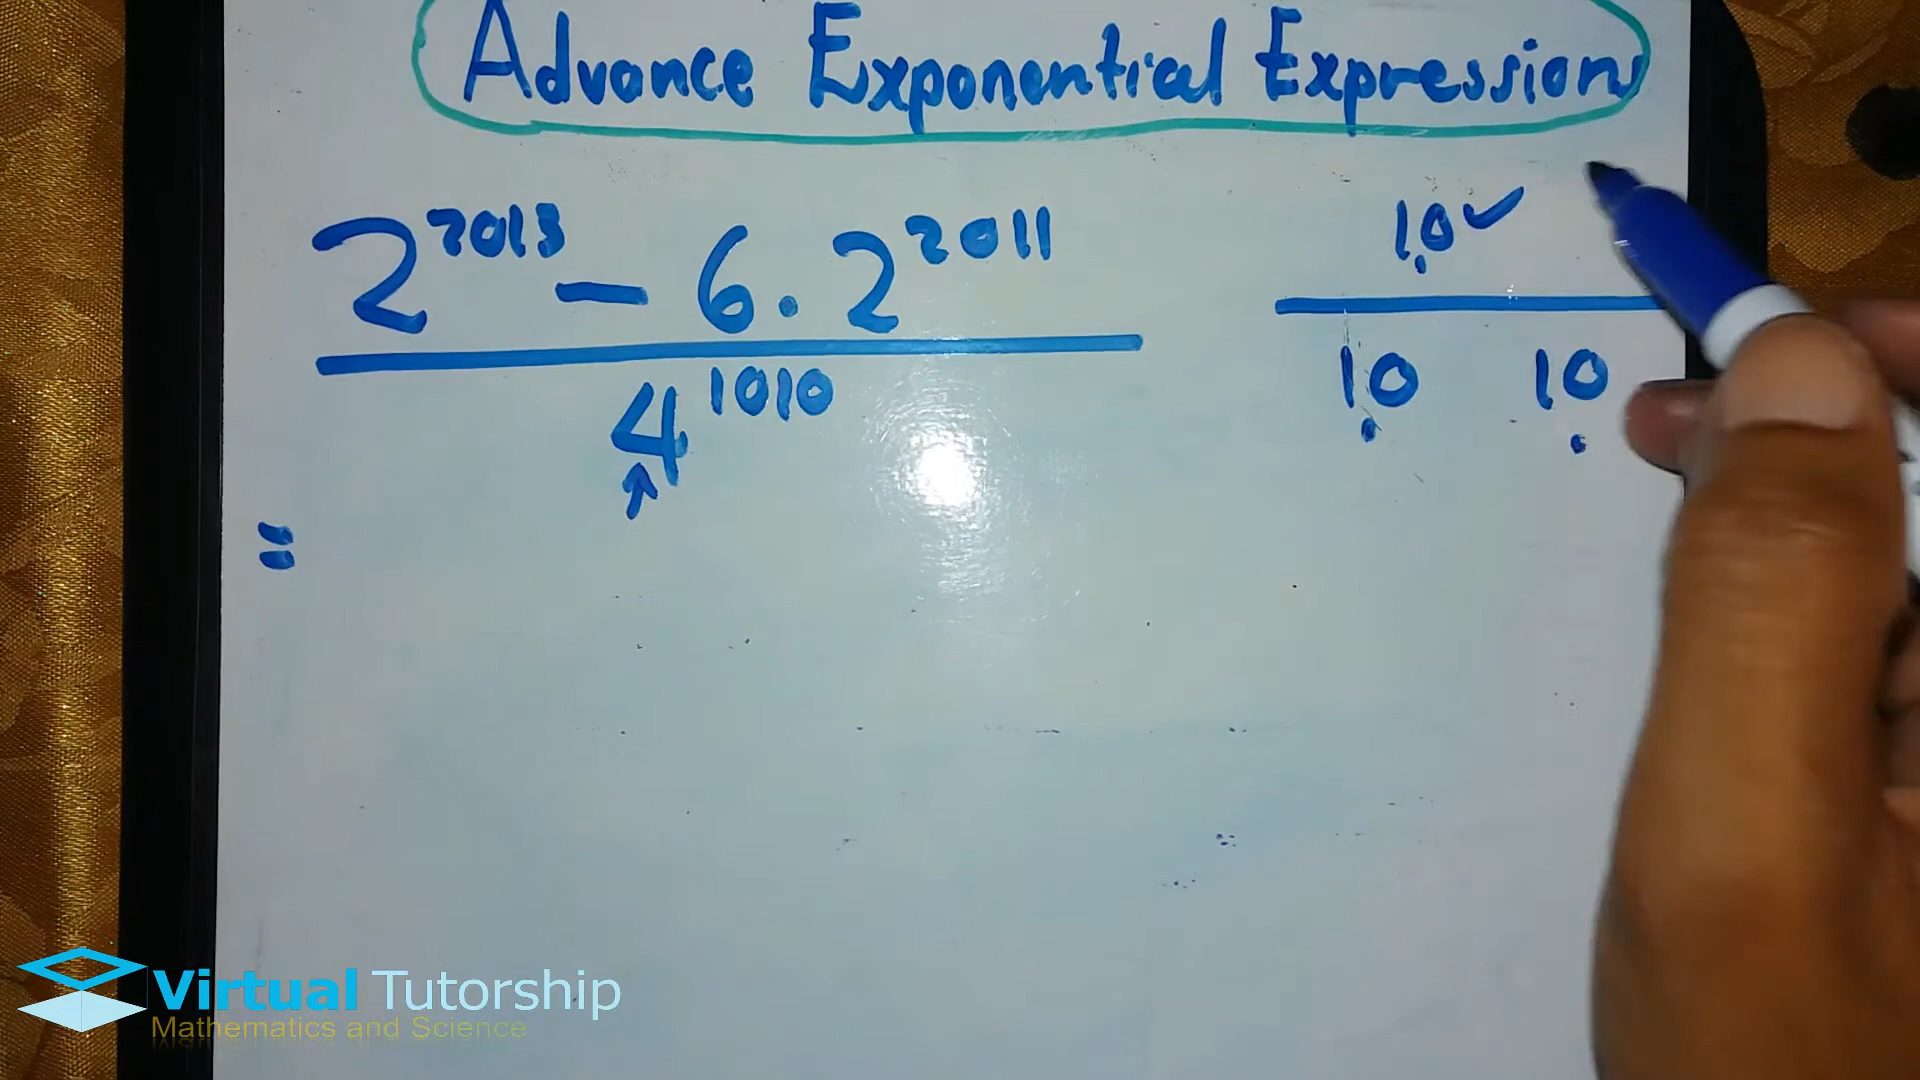 Advance Exponential Expressions
2^2013 - 6 . 2^2011
10 ✓
4^1010
10 10
=
Virtual Tutorship
Mathematics and Science